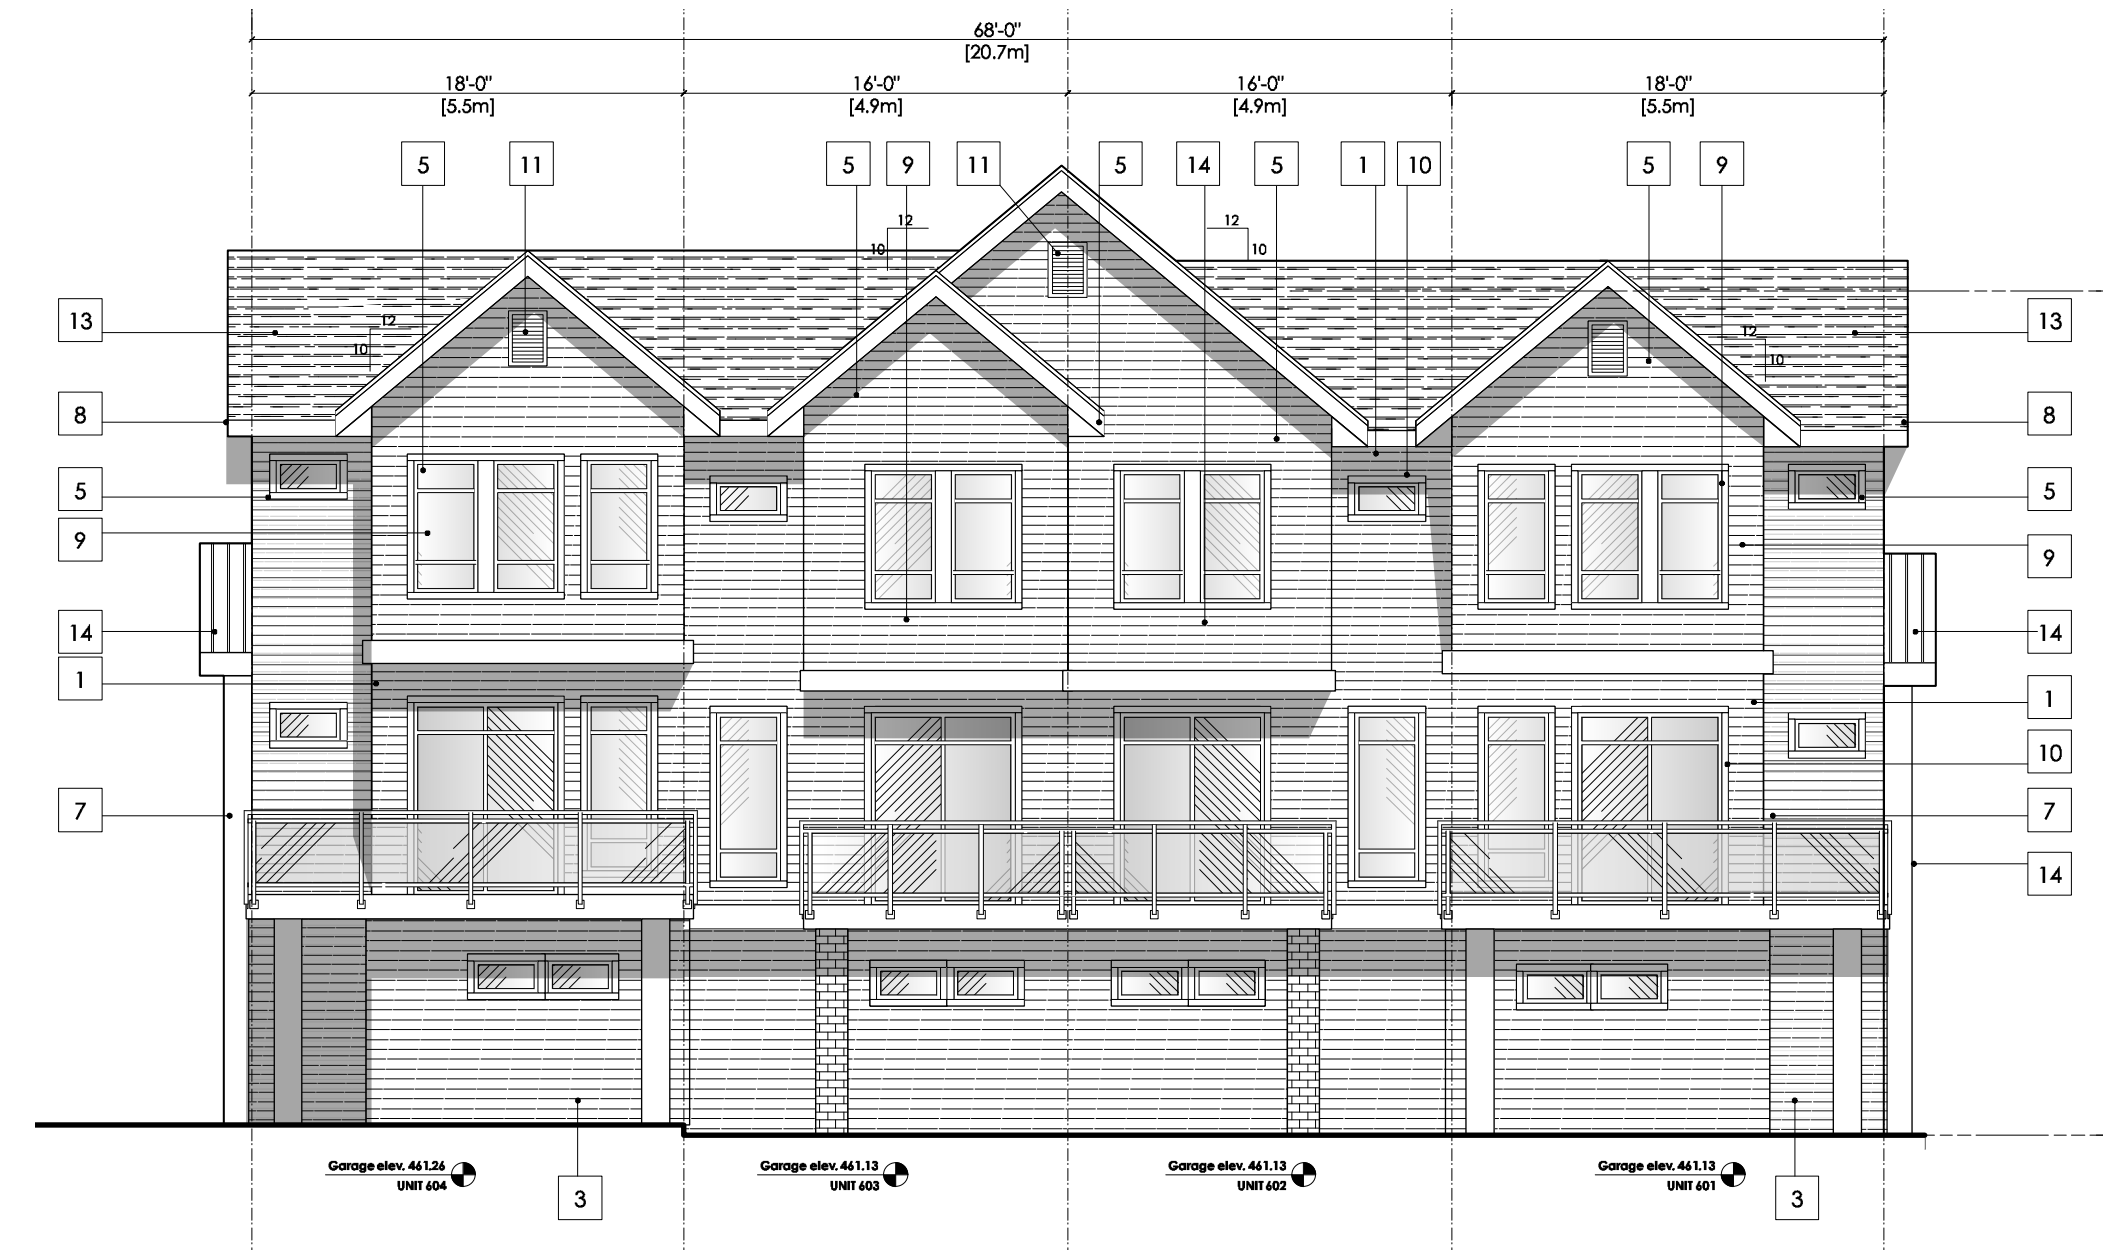 68'-0"
[20.7m]
18'-0" 16'-0" 16'-0" 18'-0"
[5.5m] [4.9m] [4.9m] [5.5m]
5 11 5 9 11 5 14 5 1 10 5 9
12 12
10 10
13 12 12 13
10 10
8 8
5 5
9 9
14 14
1 1
10
7 7
14
Garage elev. 461.26 Garage elev. 461.13 Garage elev. 461.13 Garage elev. 461.13
UNIT 604 UNIT 603 UNIT 602 UNIT 601
3 3